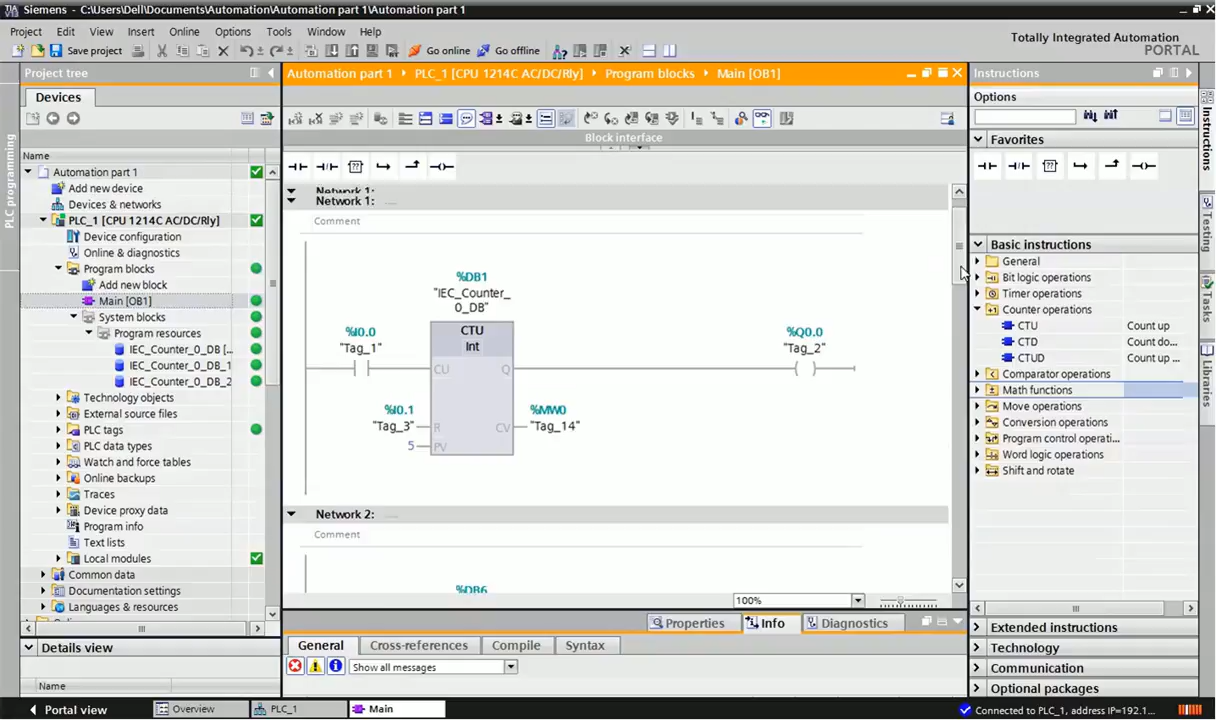 Siemens - C:\Users\Dell\Documents\Automation\Automation part 1\Automation part 1
Project Edit View Insert Online Options Tools Window Help
Totally Integrated Automation
PORTAL
Save project
Go online
Go offline
Project tree
Automation part 1 ▸ PLC_1 [CPU 1214C AC/DC/Rly] ▸ Program blocks ▸ Main [OB1]
Instructions
Devices
Options
Block interface
Name
Favorites
Automation part 1
Add new device
Devices & networks
PLC_1 [CPU 1214C AC/DC/Rly]
Device configuration
Online & diagnostics
Program blocks
Add new block
Main [OB1]
System blocks
Program resources
IEC_Counter_0_DB [...
IEC_Counter_0_DB_1
IEC_Counter_0_DB_2
Technology objects
External source files
PLC tags
PLC data types
Watch and force tables
Online backups
Traces
Device proxy data
Program info
Text lists
Local modules
Common data
Documentation settings
Languages & resources
Details view
Name
PLC programming
Network 1:
Network 1: .....
Comment
%DB1
"IEC_Counter_
0_DB"
CTU
Int
%I0.0
"Tag_1"
CU
Q
%Q0.0
"Tag_2"
%I0.1
"Tag_3"
R
%MW0
"Tag_14"
CV
5
PV
Network 2: .....
Comment
%DB6
100%
Basic instructions
General
Bit logic operations
Timer operations
Counter operations
CTU Count up
CTD Count do...
CTUD Count up ...
Comparator operations
Math functions
Move operations
Conversion operations
Program control operati...
Word logic operations
Shift and rotate
Extended instructions
Technology
Communication
Optional packages
Instructions
Testing
Tasks
Libraries
Properties
Info
Diagnostics
General
Cross-references
Compile
Syntax
Show all messages
Portal view
Overview
PLC_1
Main
Connected to PLC_1, address IP=192.1...